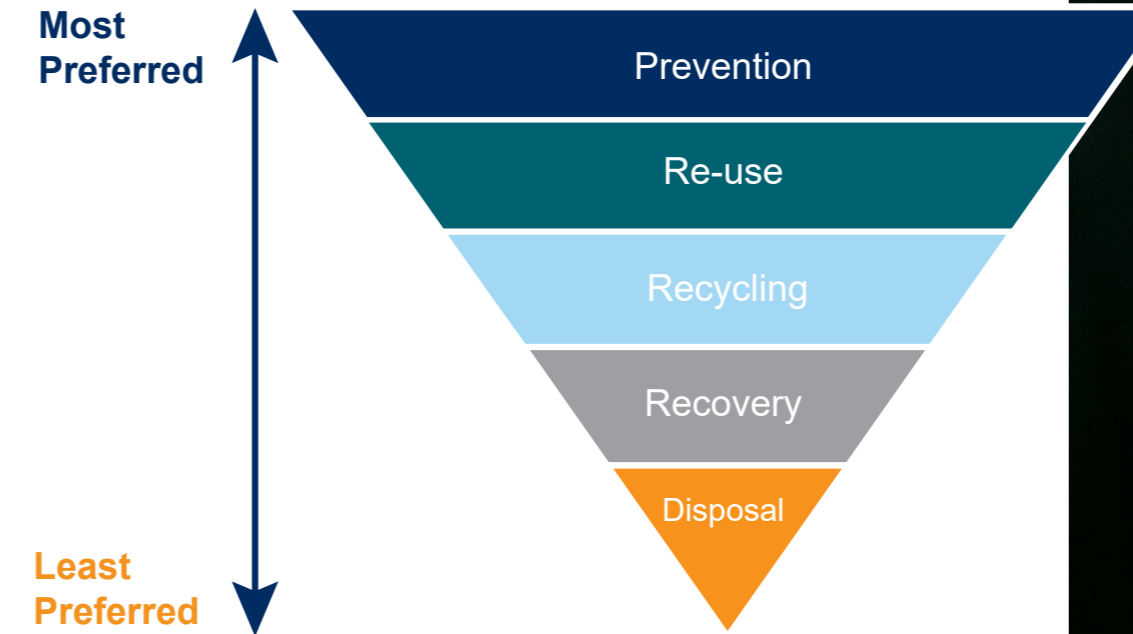 Most
Preferred
Prevention
Re-use
Recycling
Recovery
Disposal
Least
Preferred